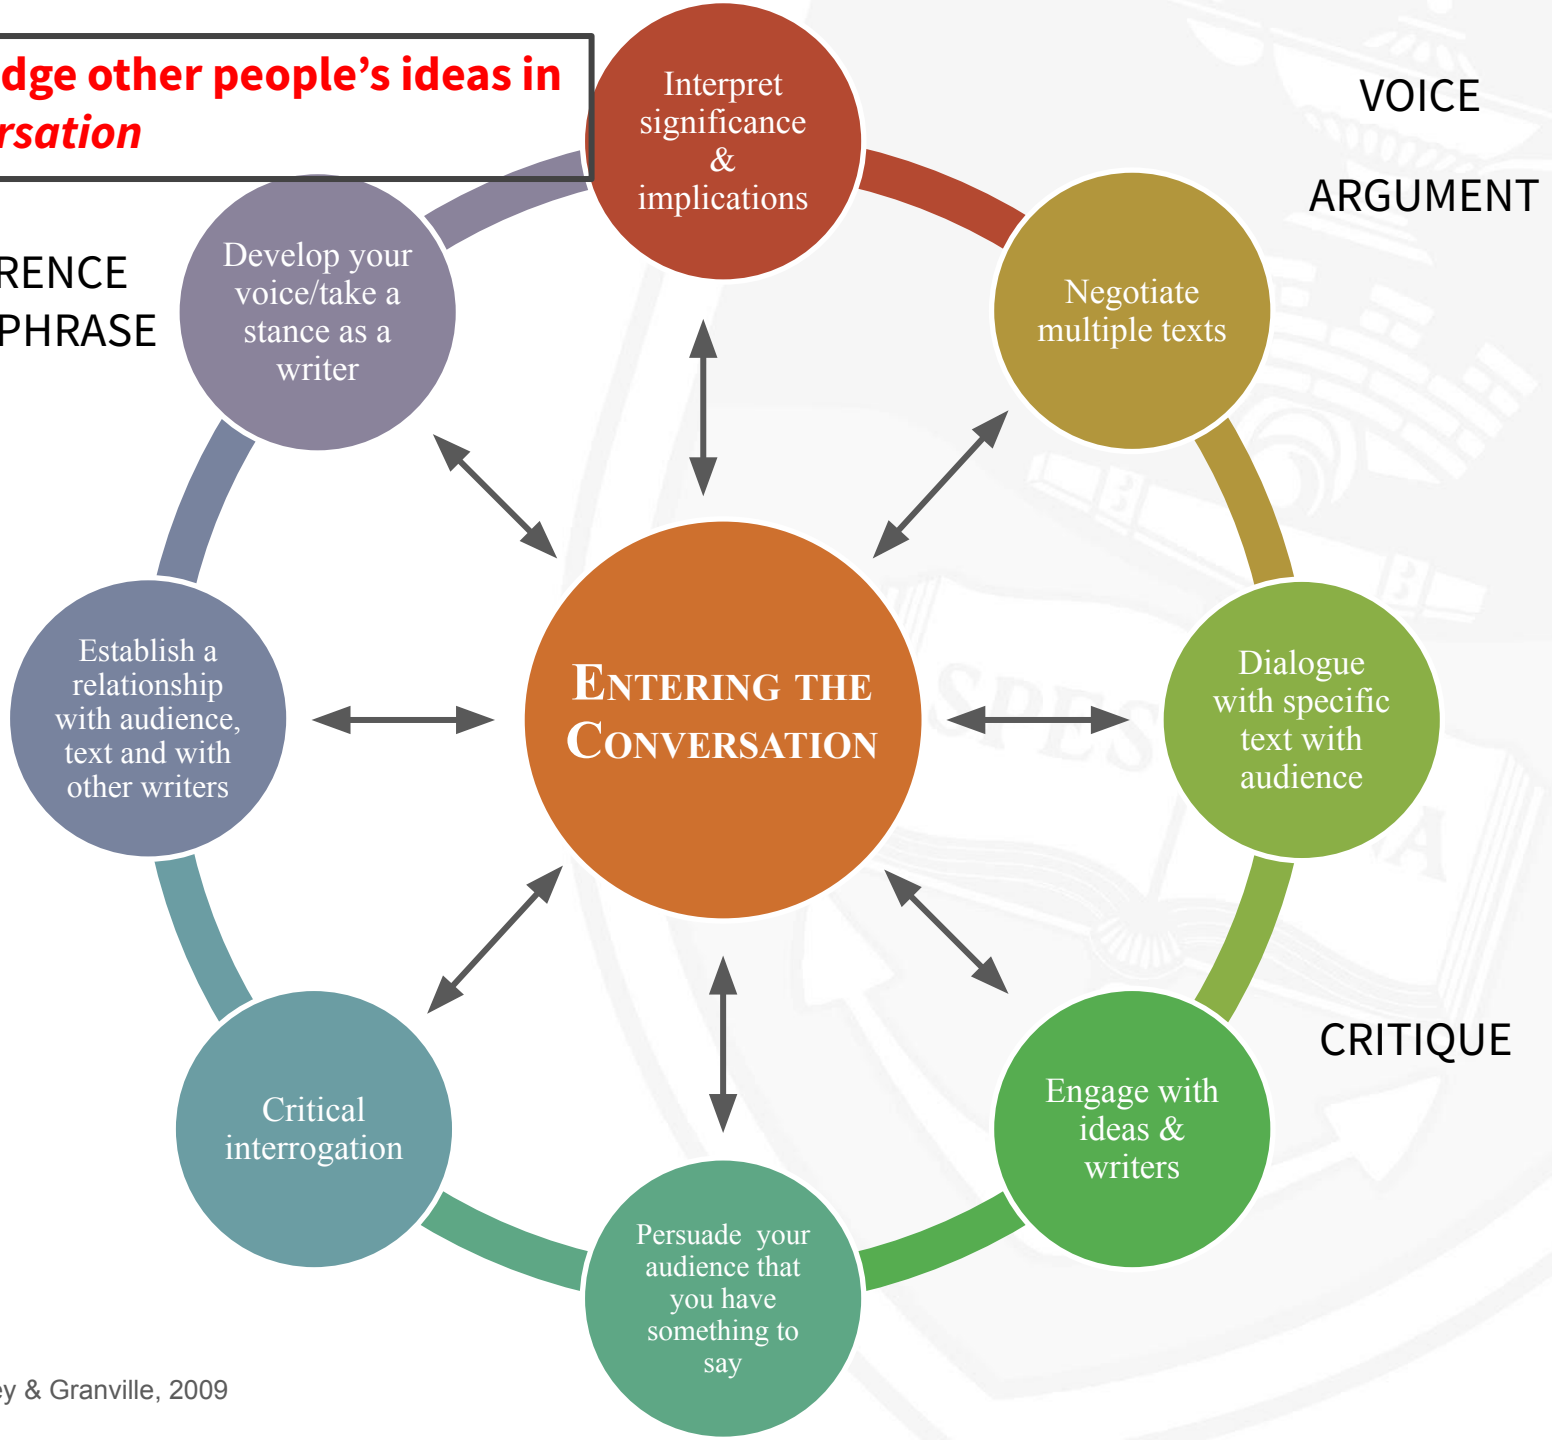 dge other people's ideas in
rsation
Interpret
significance
&
implications
VOICE
ARGUMENT
RENCE
PHRASE
Develop your
voice/take a
stance as a
writer
Negotiate
multiple texts
Establish a
relationship
with audience,
text and with
other writers
ENTERING THE
CONVERSATION
Dialogue
with specific
text with
audience
SPES
NA
Critical
interrogation
Persuade your
audience that
you have
something to
say
Engage with
ideas &
writers
CRITIQUE
ey & Granville, 2009